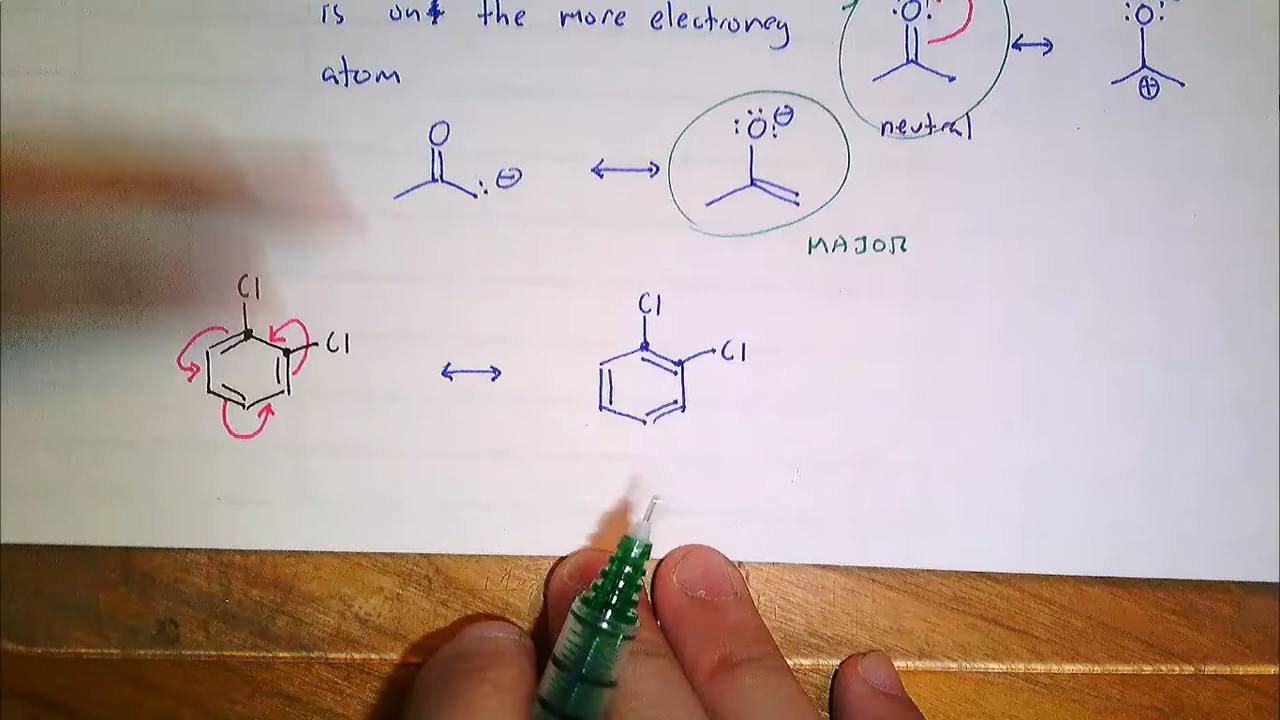 is on the more electroneg
atom
:O:
:O:
⊕
neutral
O
:⊖
:O: ⊖
MAJOR
Cl
Cl
Cl
Cl